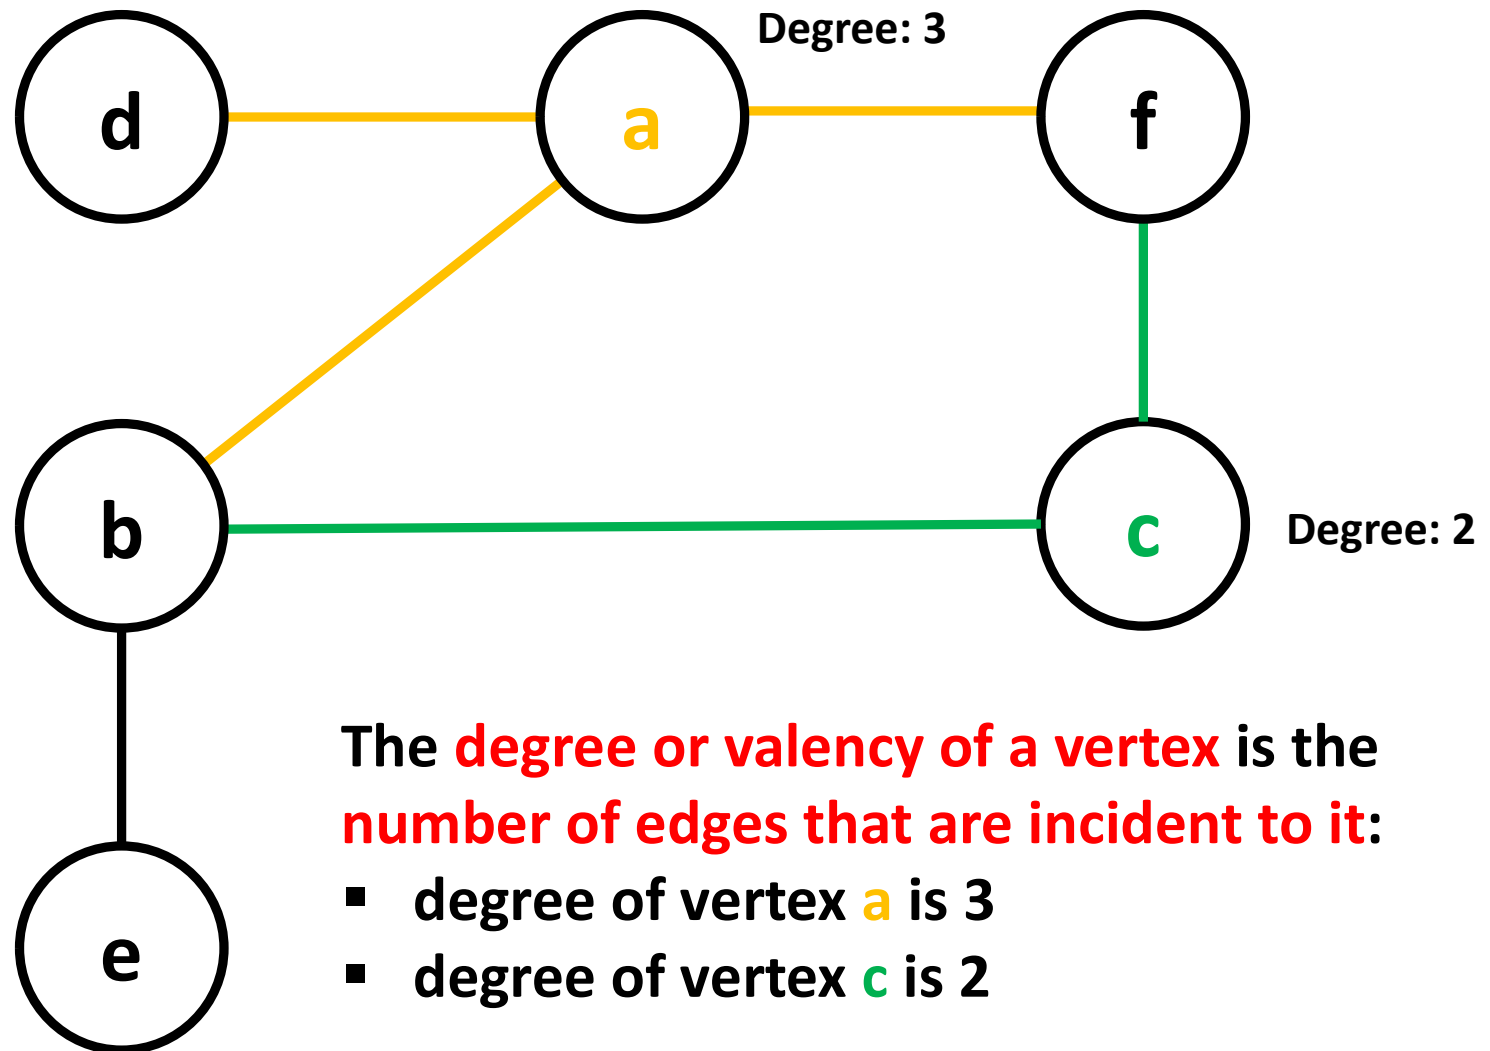 Degree: 3
d
a
f
b
c
Degree: 2
e
The degree or valency of a vertex is the
number of edges that are incident to it:
▪ degree of vertex a is 3
▪ degree of vertex c is 2